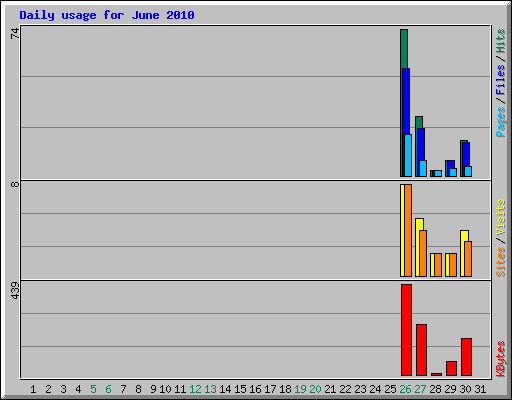 Daily usage for June 2010
74
8
439
Pages / Files / Hits
Sites / Visits
KBytes
1 2 3 4 5 6 7 8 9 10 11 12 13 14 15 16 17 18 19 20 21 22 23 24 25 26 27 28 29 30 31